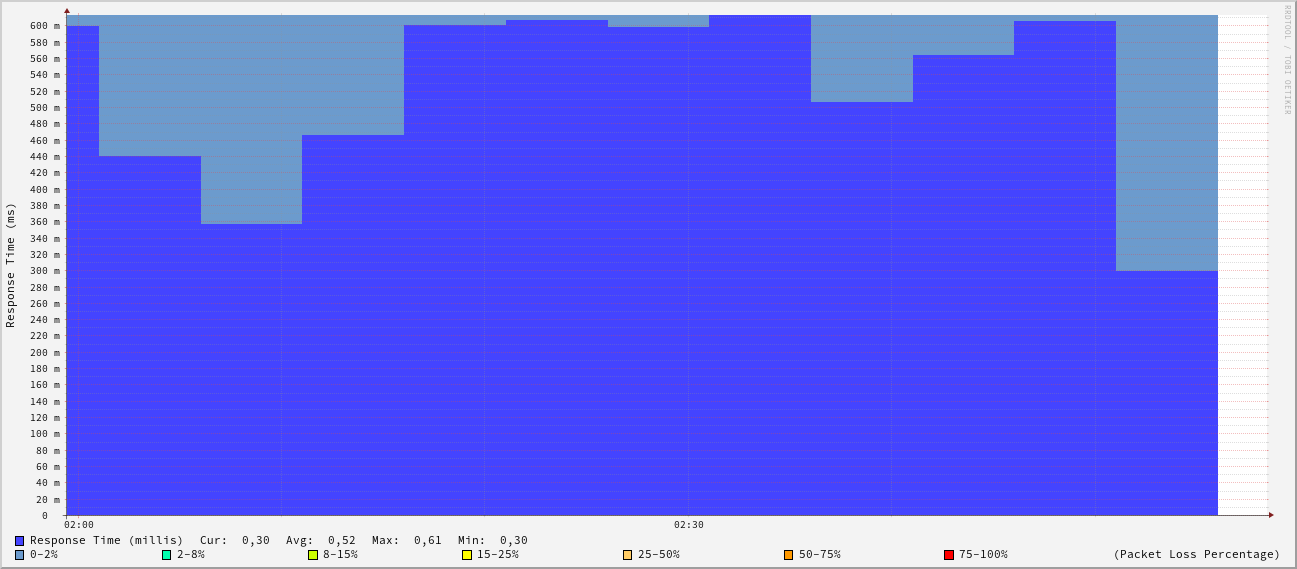 RRDTOOL / TOBI OETIKER
Response Time (ms)
600 m
580 m
560 m
540 m
520 m
500 m
480 m
460 m
440 m
420 m
400 m
380 m
360 m
340 m
320 m
300 m
280 m
260 m
240 m
220 m
200 m
180 m
160 m
140 m
120 m
100 m
80 m
60 m
40 m
20 m
0
02:00 02:30
Response Time (millis) Cur: 0,30 Avg: 0,52 Max: 0,61 Min: 0,30
0-2% 2-8% 8-15% 15-25% 25-50% 50-75% 75-100% (Packet Loss Percentage)